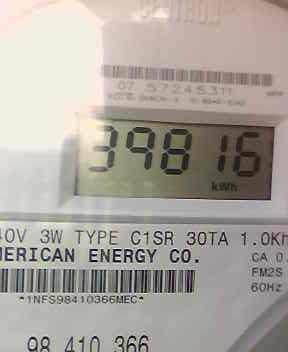 07 57245311
39816
kWh
40V 3W TYPE C1SR 30TA 1.0Kh
MERICAN ENERGY CO.
CA 0.
FM2S
60Hz
*1NFS98410366MEC*
98 410 366